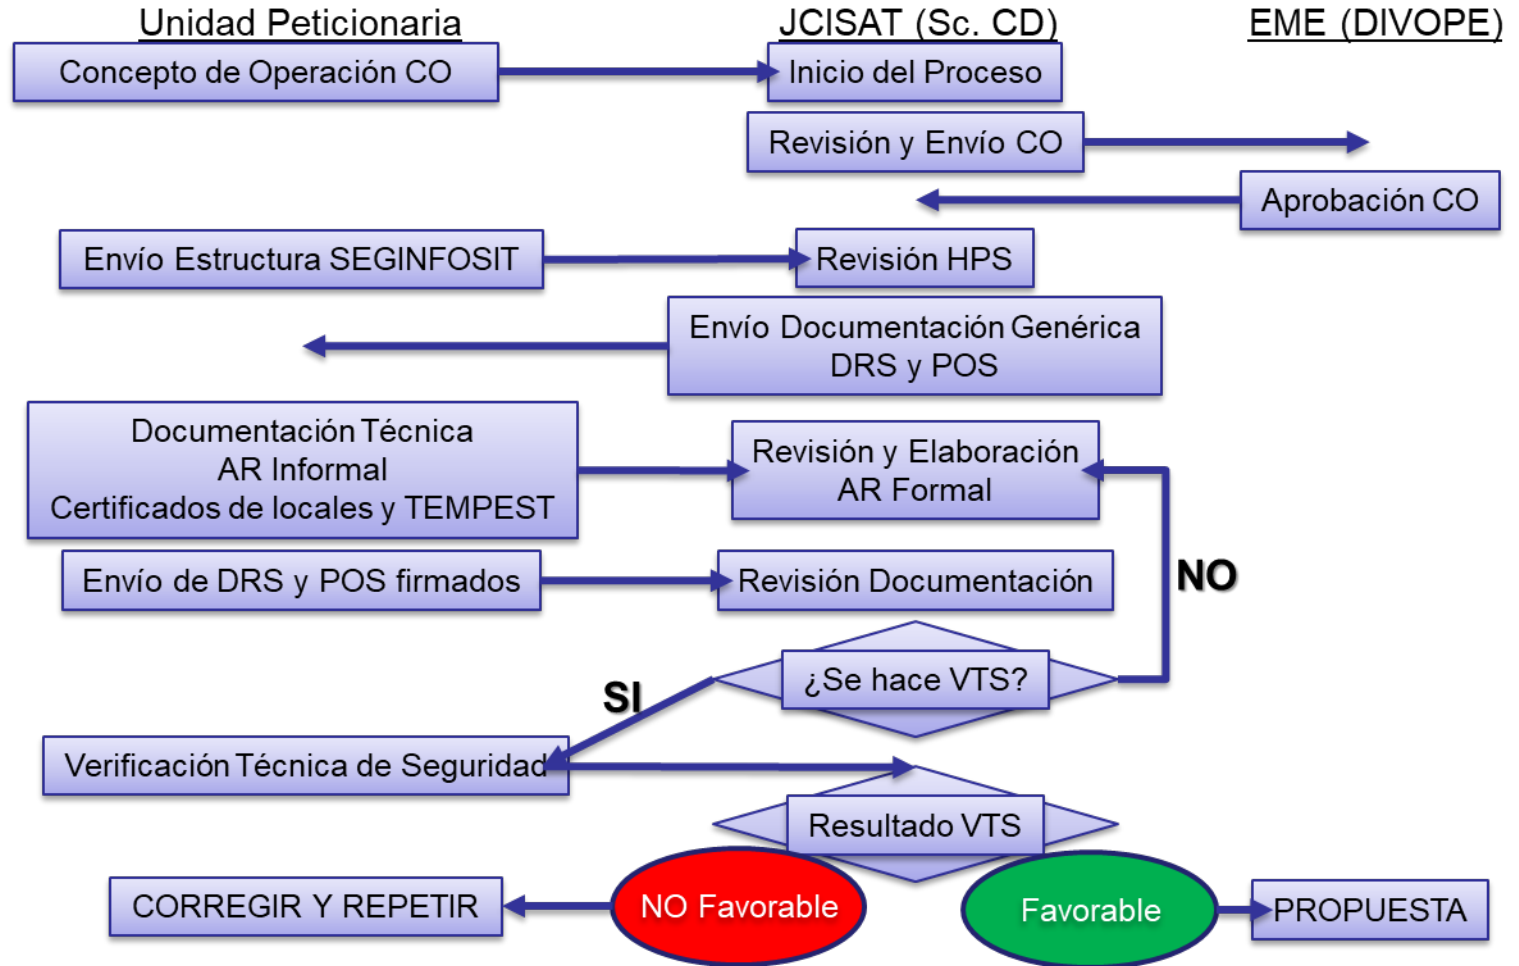 Unidad Peticionaria
JCISAT (Sc. CD)
EME (DIVOPE)
Concepto de Operación CO
Inicio del Proceso
Revisión y Envío CO
Aprobación CO
Envío Estructura SEGINFOSIT
Revisión HPS
Envío Documentación Genérica
DRS y POS
Documentación Técnica
AR Informal
Certificados de locales y TEMPEST
Revisión y Elaboración
AR Formal
Envío de DRS y POS firmados
Revisión Documentación
NO
¿Se hace VTS?
SI
Verificación Técnica de Seguridad
Resultado VTS
CORREGIR Y REPETIR
NO Favorable
Favorable
PROPUESTA